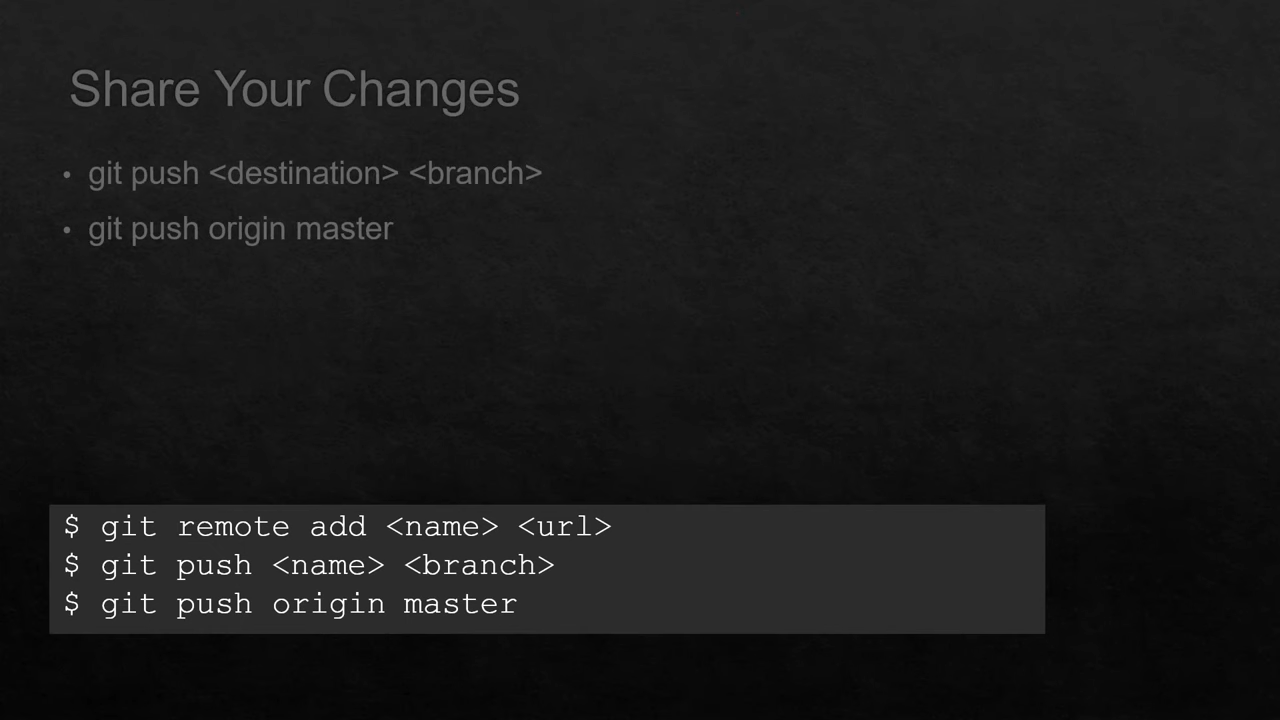 Share Your Changes
• git push <destination> <branch>
• git push origin master
$ git remote add <name> <url>
$ git push <name> <branch>
$ git push origin master